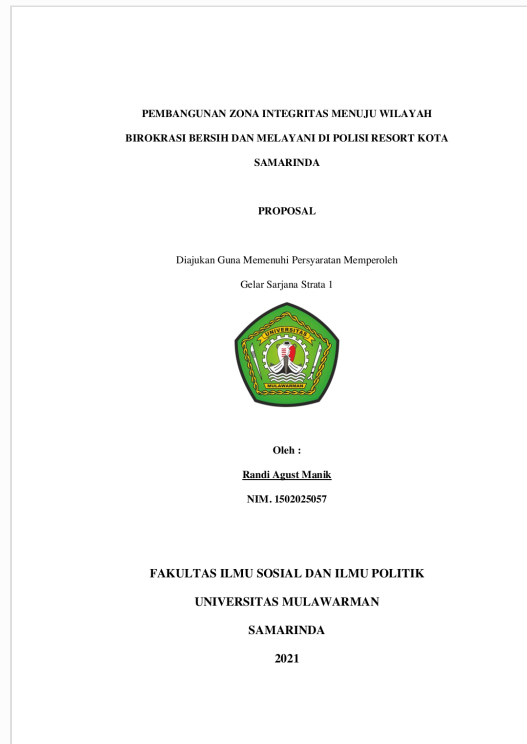 PEMBANGUNAN ZONA INTEGRITAS MENUJU WILAYAH
BIROKRASI BERSIH DAN MELAYANI DI POLISI RESORT KOTA
SAMARINDA
PROPOSAL
Diajukan Guna Memenuhi Persyaratan Memperoleh
Gelar Sarjana Strata 1
UNIVERSITAS
MULAWARMAN
Oleh :
Randi Agust Manik
NIM. 1502025057
FAKULTAS ILMU SOSIAL DAN ILMU POLITIK
UNIVERSITAS MULAWARMAN
SAMARINDA
2021